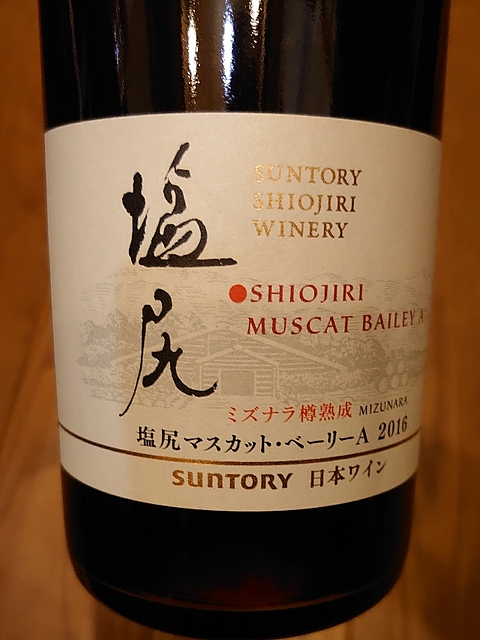 塩尻
SUNTORY
SHIOJIRI
WINERY
SHIOJIRI
MUSCAT BAILEY A
ミズナラ樽熟成 MIZUNARA
塩尻マスカット・ベーリーA 2016
SUNTORY 日本ワイン